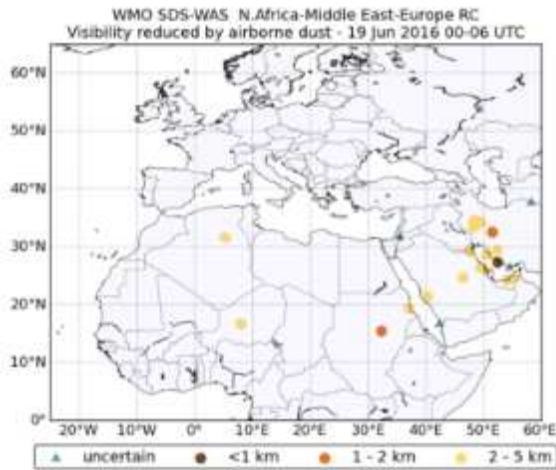 WMO SDS-WAS N.Africa-Middle East-Europe RC
Visibility reduced by airborne dust - 19 Jun 2016 00-06 UTC
60°N
50°N
40°N
30°N
20°N
10°N
0°
20°W 10°W 0° 10°E 20°E 30°E 40°E 50°E 60°E
uncertain <1 km 1 - 2 km 2 - 5 km